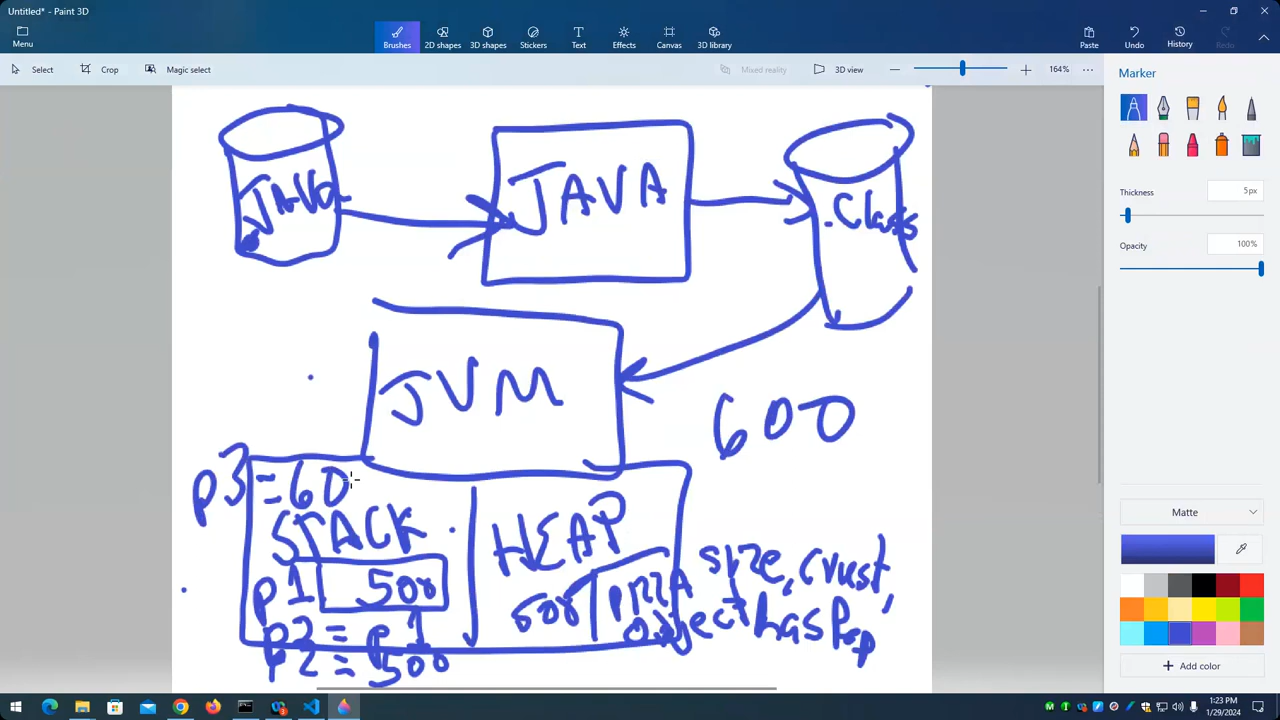 Untitled* - Paint 3D
Menu
Brushes
2D shapes
3D shapes
Stickers
Text
Effects
Canvas
3D library
Paste
Undo
History
Redo
Select
Crop
Magic select
Mixed reality
3D view
164%
Marker
Thickness
5px
Opacity
100%
Matte
Add color
.JAVA
JAVA
.Class
JVM
600
p3 = 60
STACK
HEAP
p1 500
500 PIZZA size, crust,
object has Pep
p2 = p1
p2 = 500
1:23 PM
1/29/2024